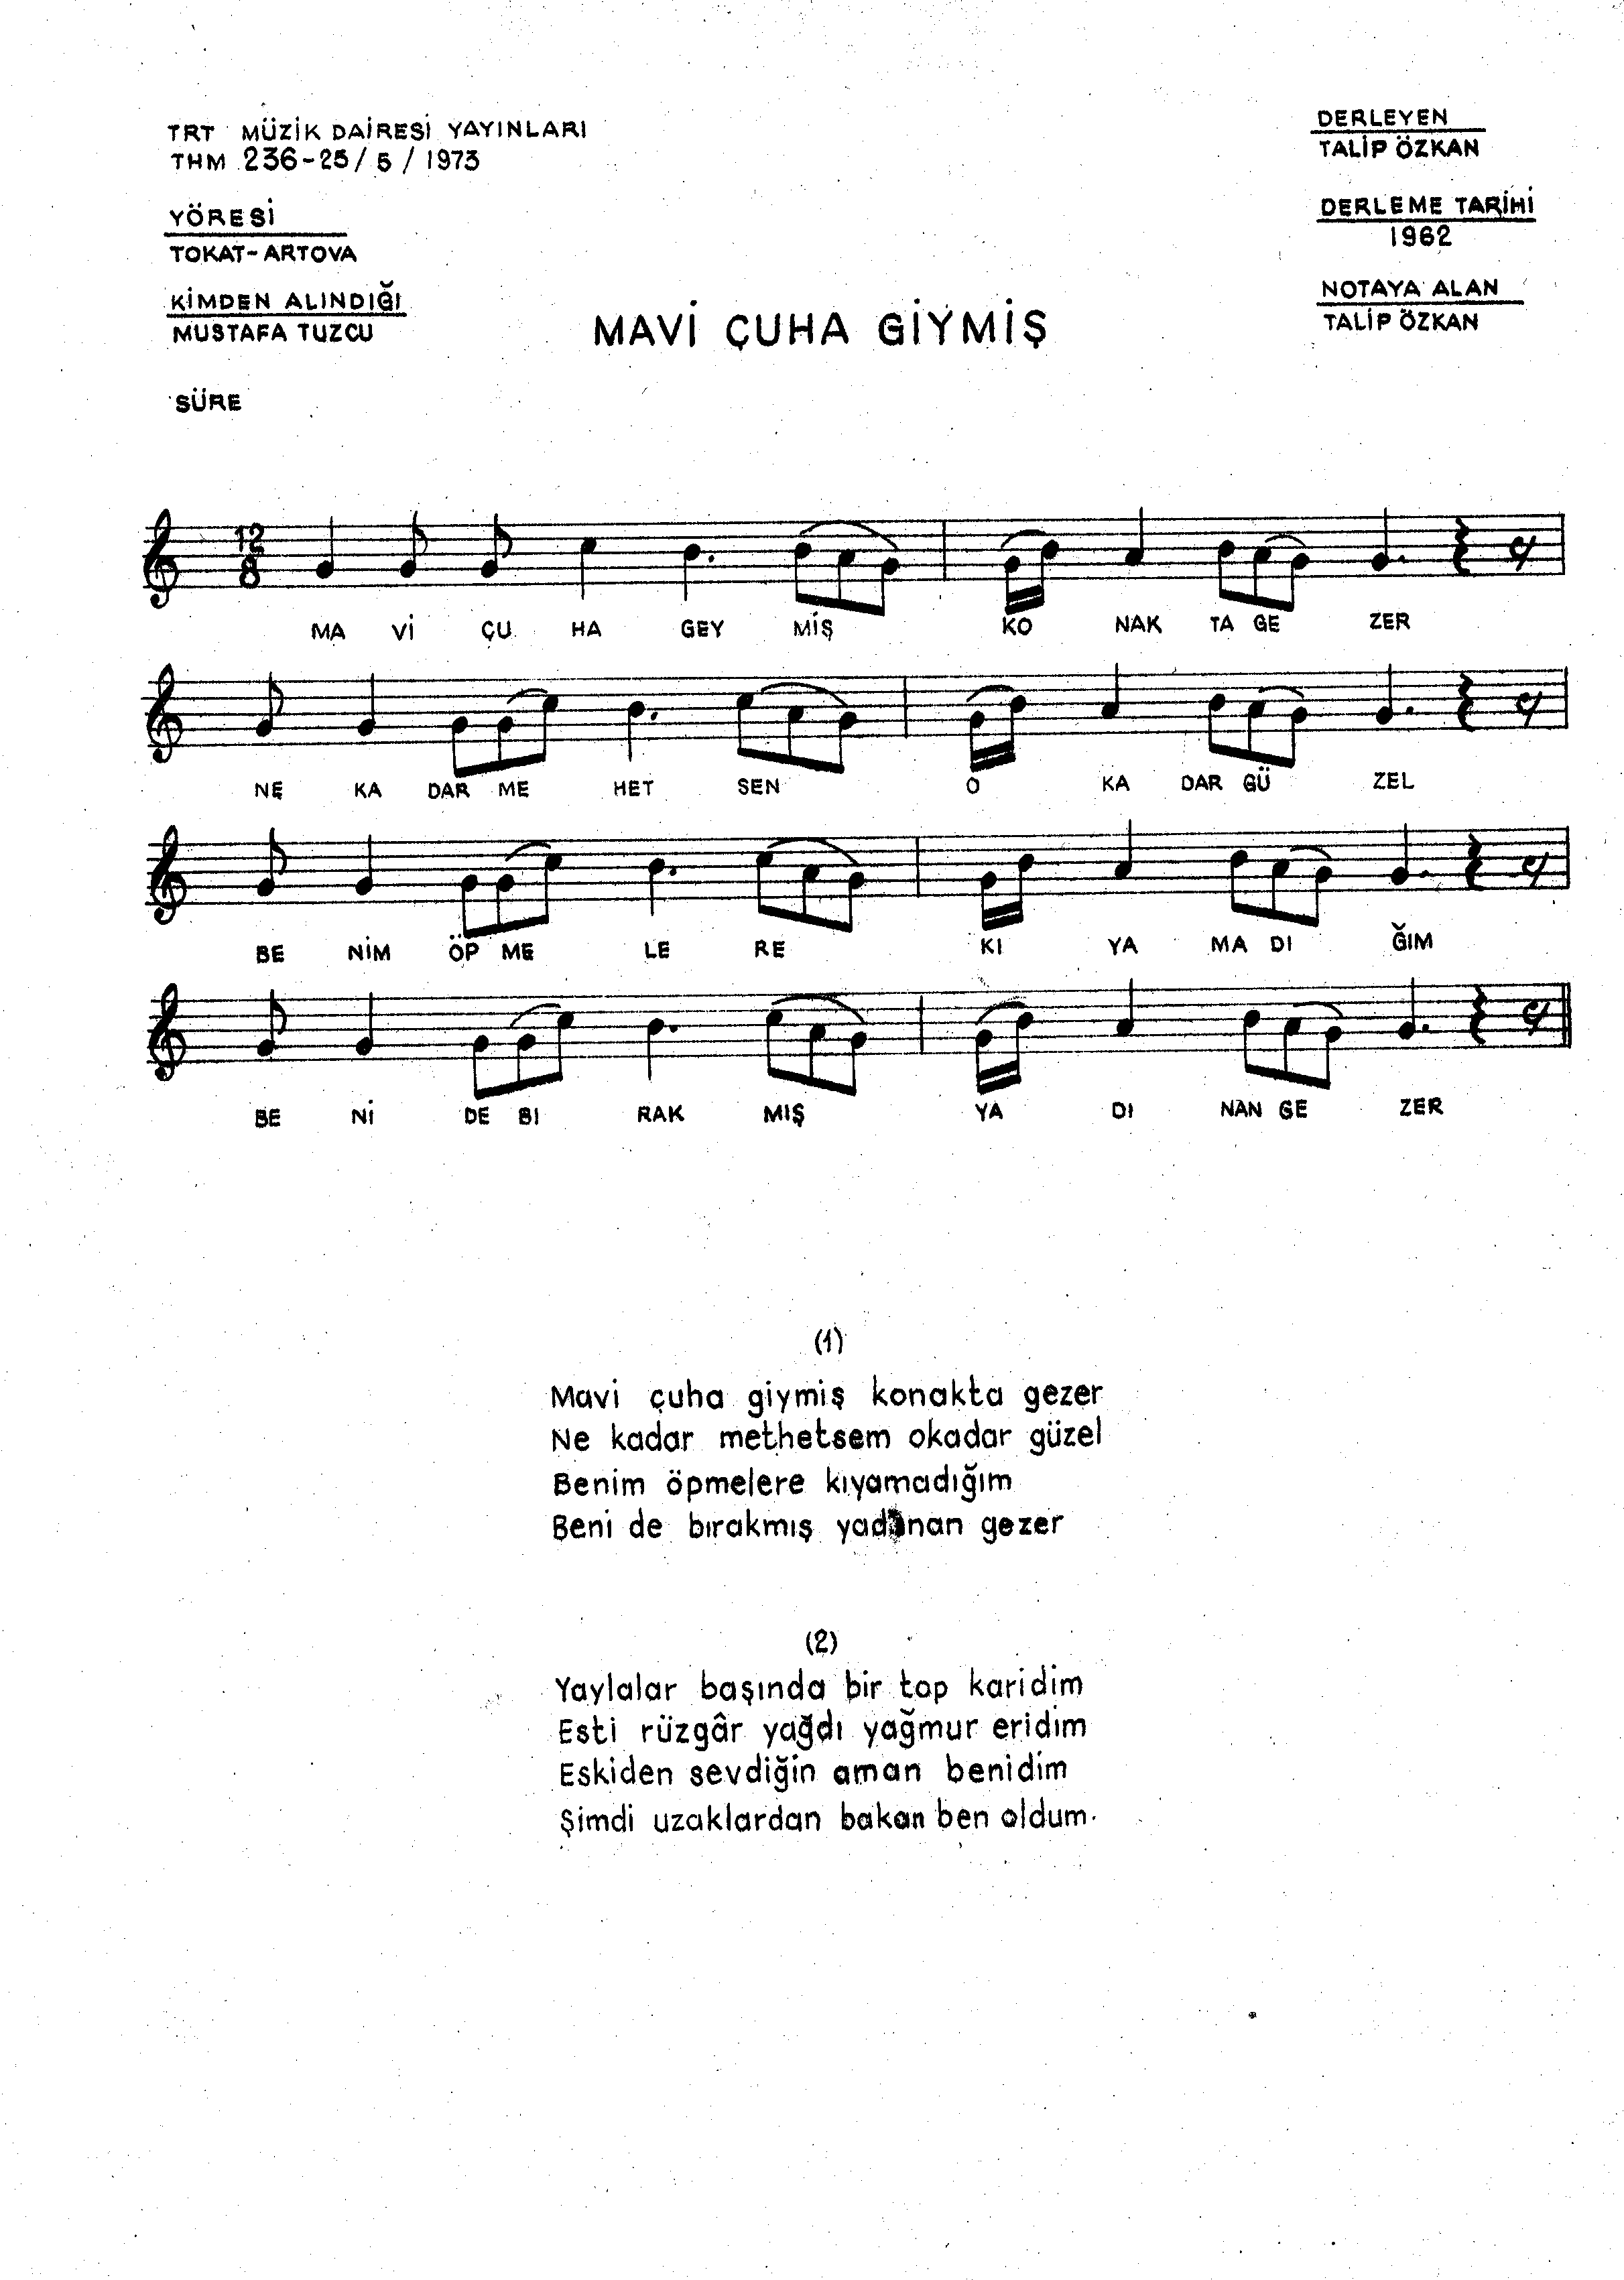 TRT MÜZİK DAİRESİ YAYINLARI
THM 236-25/5/1973
YÖRESİ
TOKAT-ARTOVA
KİMDEN ALINDIĞI
MUSTAFA TUZCU
SÜRE
DERLEYEN
TALİP ÖZKAN
DERLEME TARİHİ
1962
NOTAYA ALAN
TALİP ÖZKAN
MAVİ ÇUHA GİYMİŞ
12
8
MA Vİ ÇU HA GEY MİŞ KO NAK TA GE ZER
NE KA DAR ME HET SEN O KA DAR GÜ ZEL
BE NİM ÖP ME LE RE KI YA MA DI ĞIM
BE Nİ DE BI RAK MIŞ YA DI NAN GE ZER
(1)
Mavi çuha giymiş konakta gezer
Ne kadar methetsem okadar güzel
Benim öpmelere kıyamadığım
Beni de bırakmış gezer
(2)
Yaylalar başında bir top karidim
Esti rüzgâr yağdı yağmur eridim
Eskiden sevdiğin aman benidim
Şimdi uzaklardan bakan ben oldum.